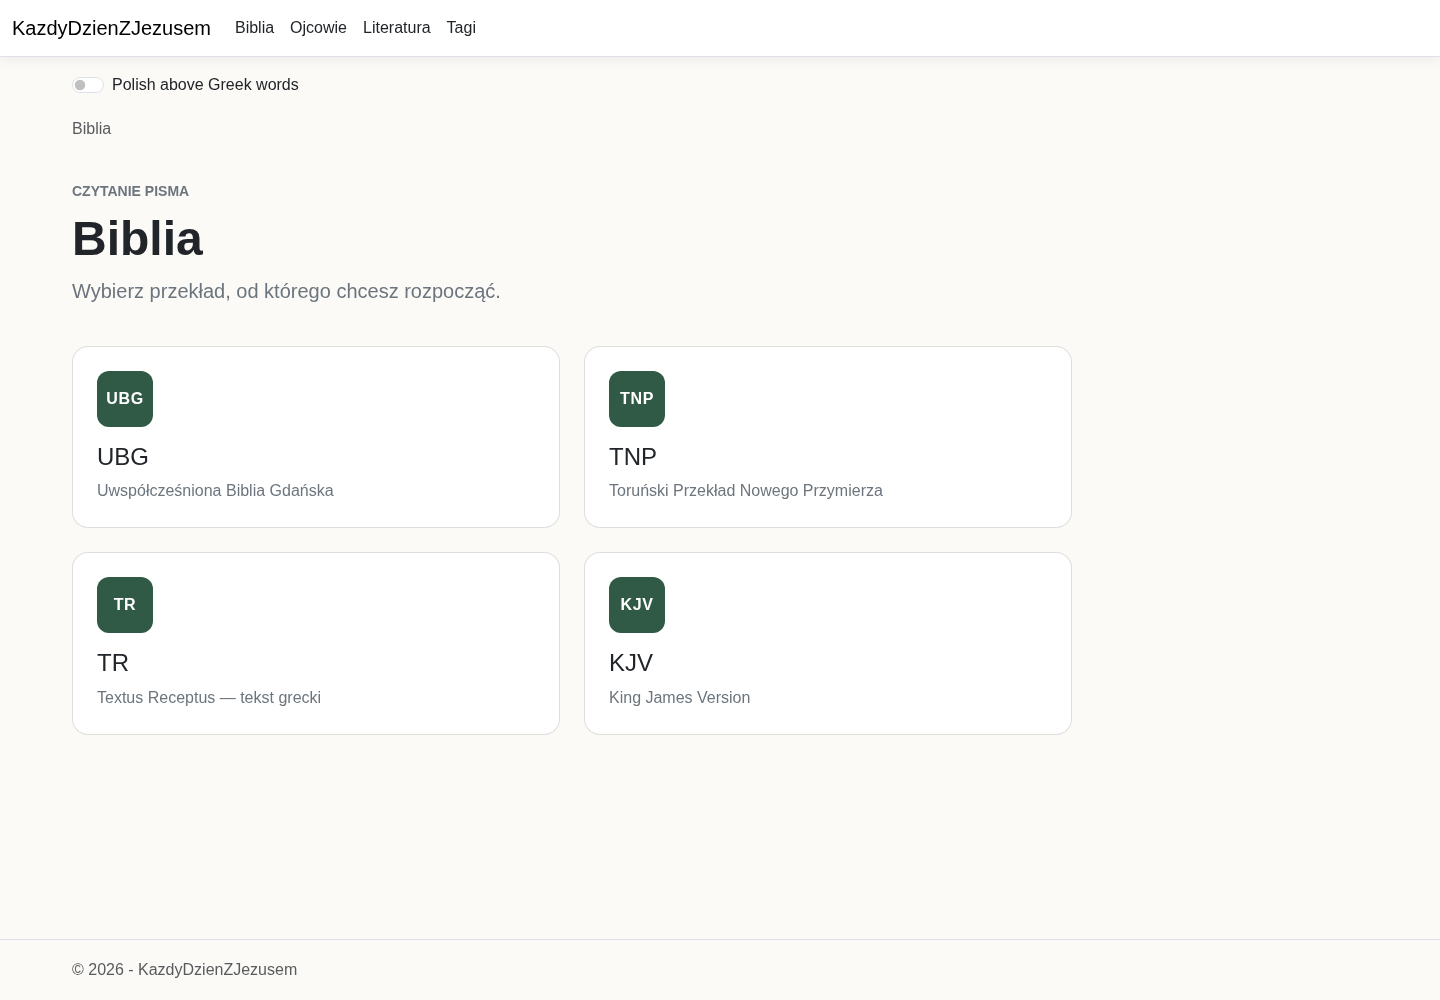 KazdyDzienZJezusem Biblia Ojcowie Literatura Tagi
Polish above Greek words
Biblia
CZYTANIE PISMA
Biblia
Wybierz przekład, od którego chcesz rozpocząć.
UBG
UBG
Uwspółcześniona Biblia Gdańska
TNP
TNP
Toruński Przekład Nowego Przymierza
TR
TR
Textus Receptus — tekst grecki
KJV
KJV
King James Version
© 2026 - KazdyDzienZJezusem